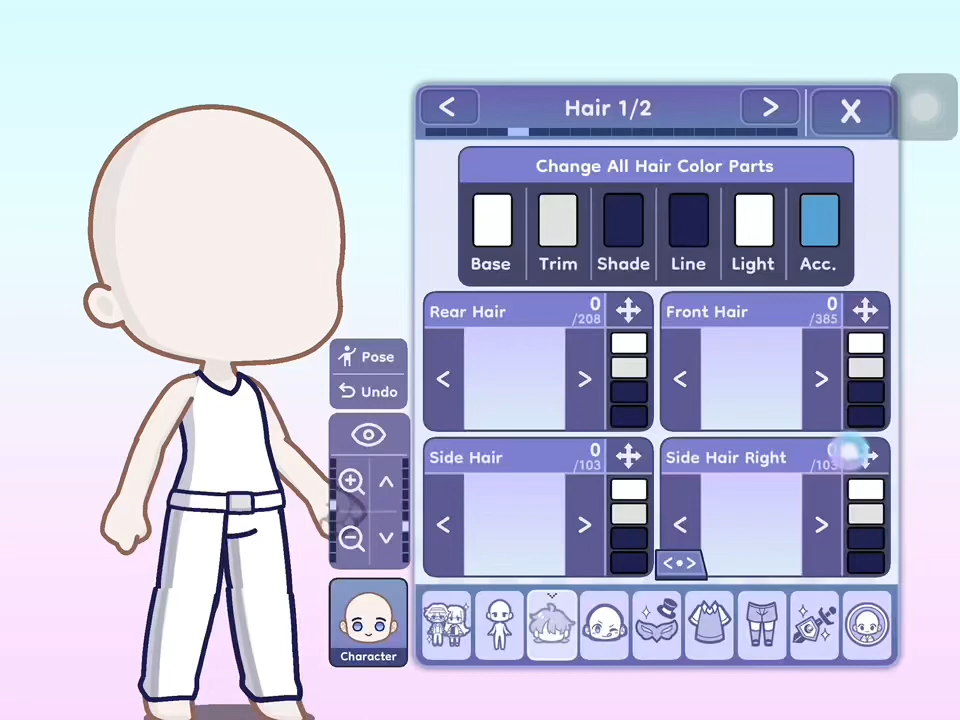 < Hair 1/2 > X
Change All Hair Color Parts
Base Trim Shade Line Light Acc.
Rear Hair 0 /208
Front Hair 0 /385
< >
< >
Pose
Undo
Side Hair 0 /103
Side Hair Right 0 /103
< >
< >
<•>
Character